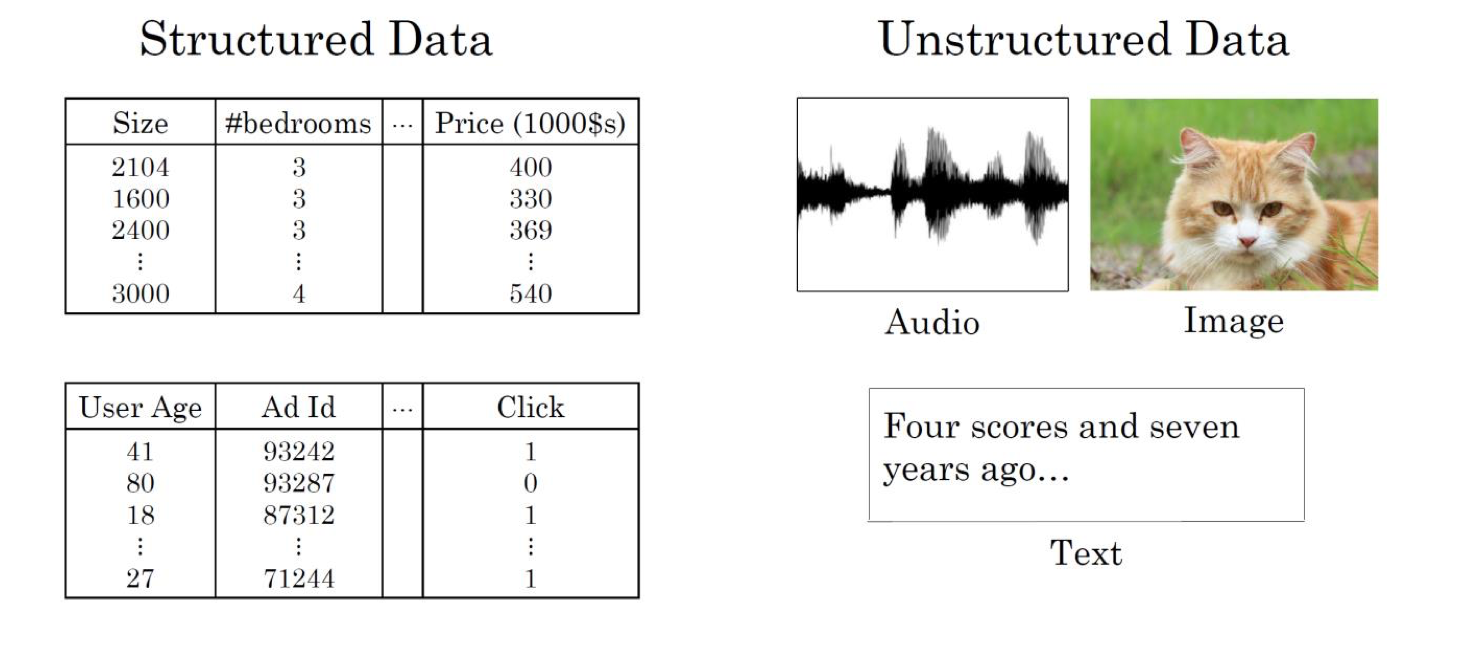 Structured Data
Size #bedrooms ... Price (1000$s)
2104 3 400
1600 3 330
2400 3 369
⋮ ⋮ ⋮
3000 4 540
User Age Ad Id ... Click
41 93242 1
80 93287 0
18 87312 1
⋮ ⋮ ⋮
27 71244 1
Unstructured Data
Audio
Image
Four scores and seven
years ago...
Text